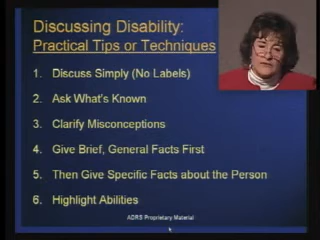 Discussing Disability:
Practical Tips or Techniques
1. Discuss Simply (No Labels)
2. Ask What's Known
3. Clarify Misconceptions
4. Give Brief, General Facts First
5. Then Give Specific Facts about the Person
6. Highlight Abilities
ADRS Proprietary Material